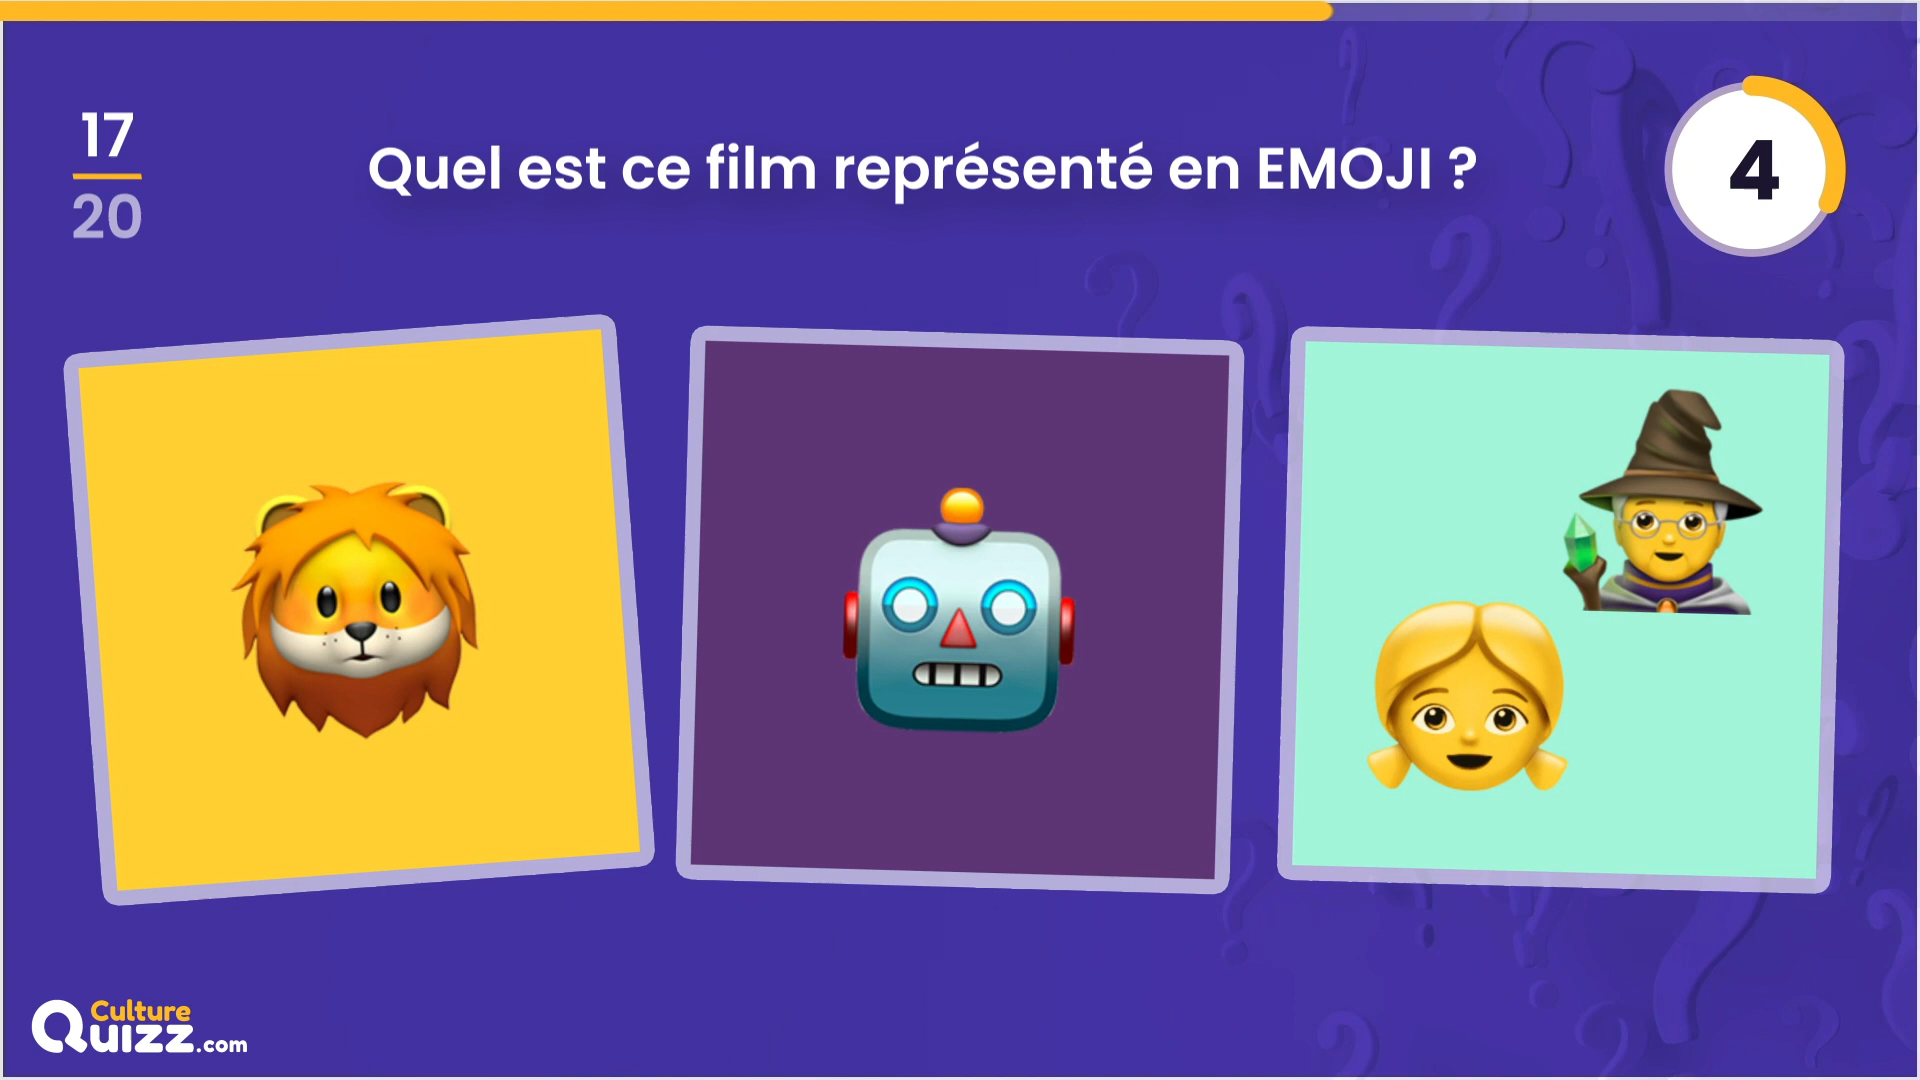 17
20
Quel est ce film représenté en EMOJI ?
4
Culture
Quizz.com